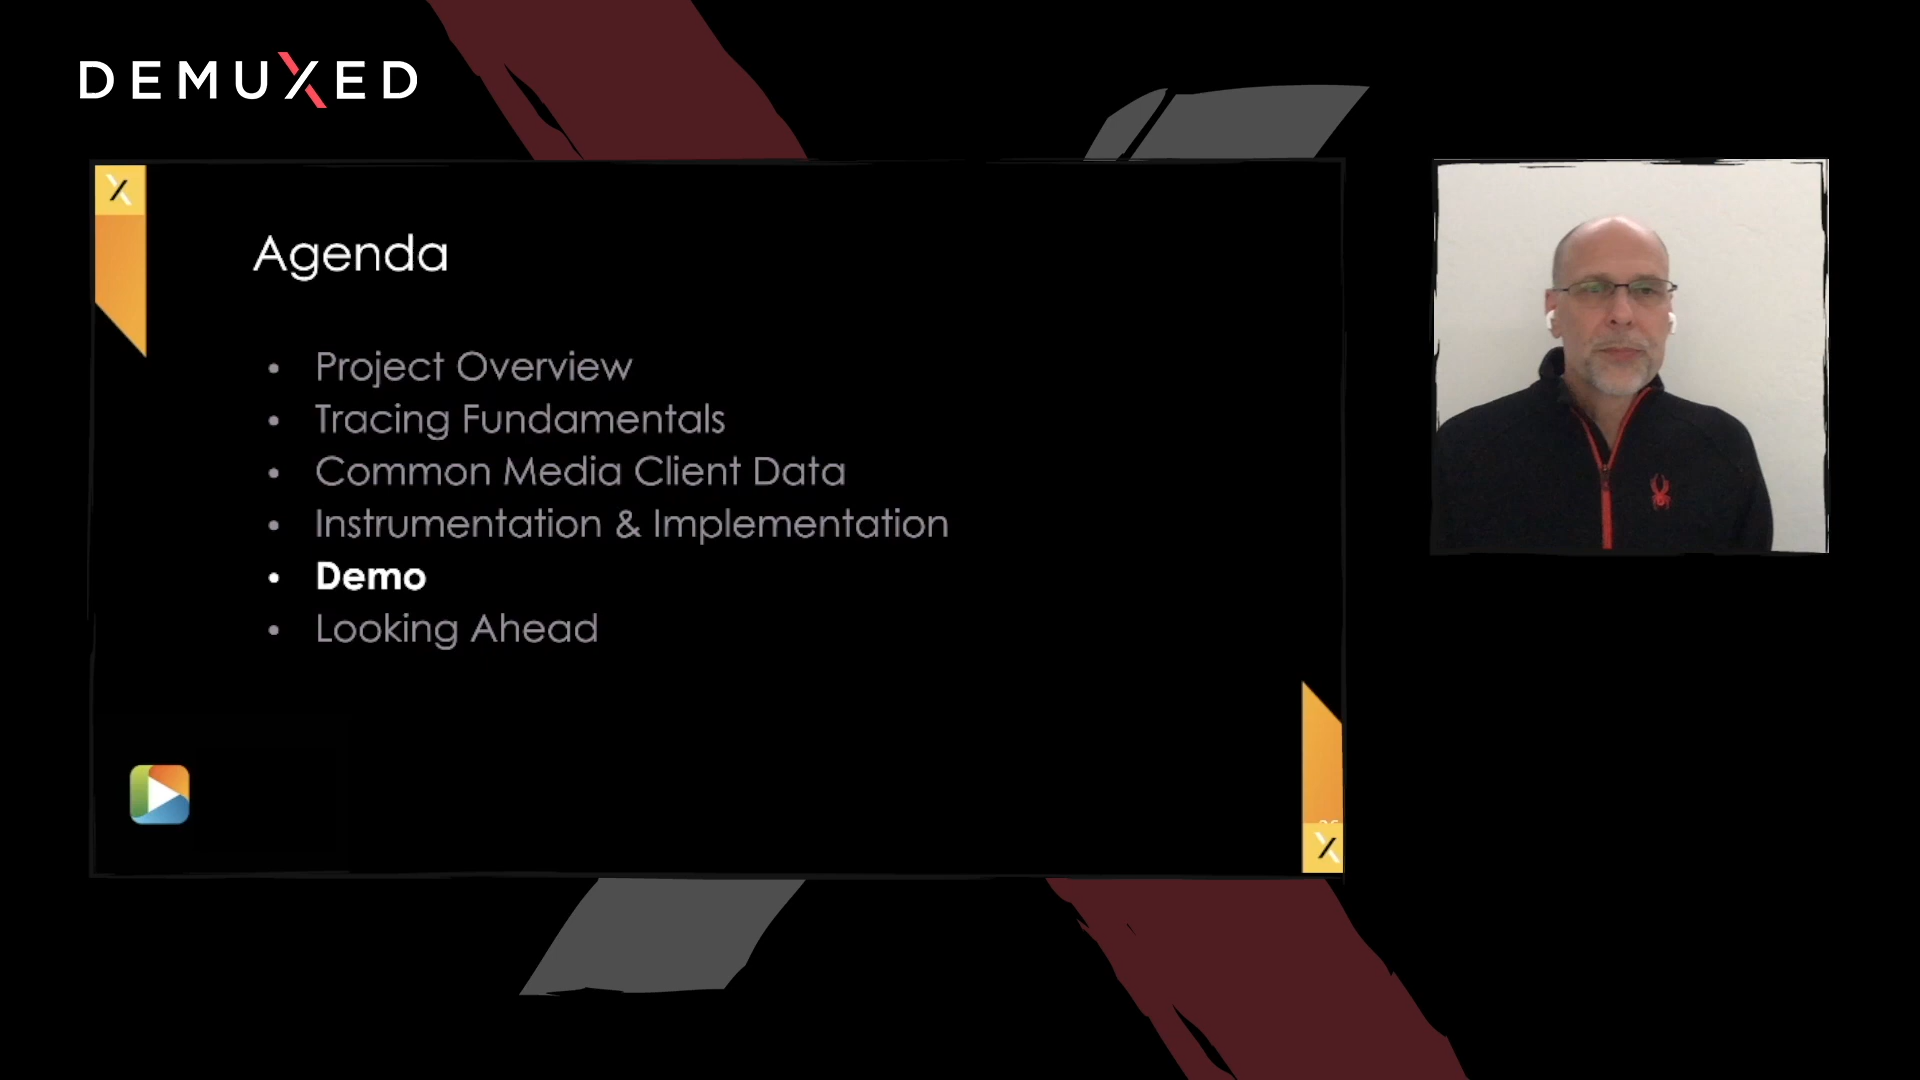 DEMUXED
Agenda
• Project Overview
• Tracing Fundamentals
• Common Media Client Data
• Instrumentation & Implementation
• Demo
• Looking Ahead